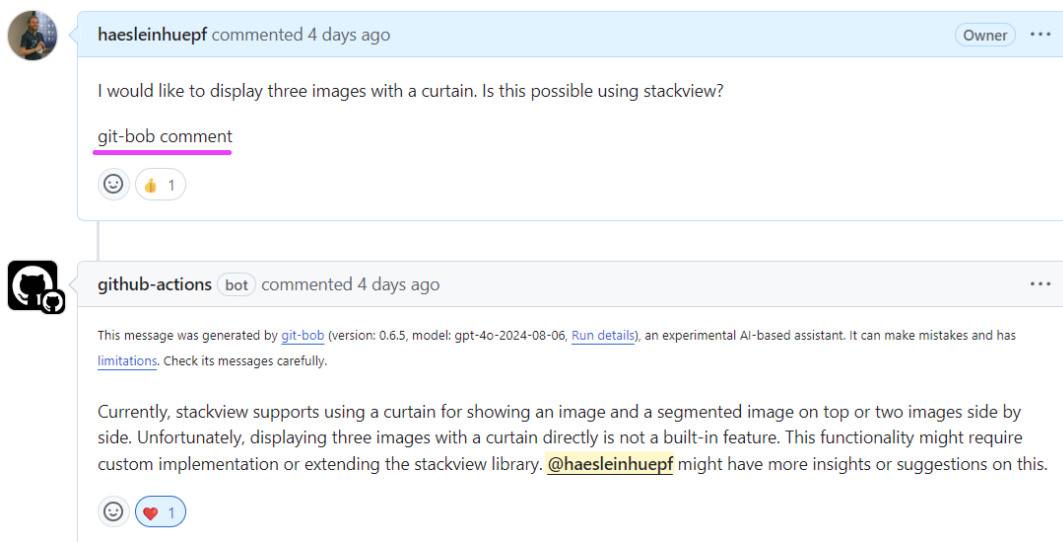 haesleinhuepf commented 4 days ago
Owner
I would like to display three images with a curtain. Is this possible using stackview?
git-bob comment
1
github-actions bot commented 4 days ago
This message was generated by git-bob (version: 0.6.5, model: gpt-4o-2024-08-06, Run details), an experimental AI-based assistant. It can make mistakes and has
limitations. Check its messages carefully.
Currently, stackview supports using a curtain for showing an image and a segmented image on top or two images side by
side. Unfortunately, displaying three images with a curtain directly is not a built-in feature. This functionality might require
custom implementation or extending the stackview library. @haesleinhuepf might have more insights or suggestions on this.
1